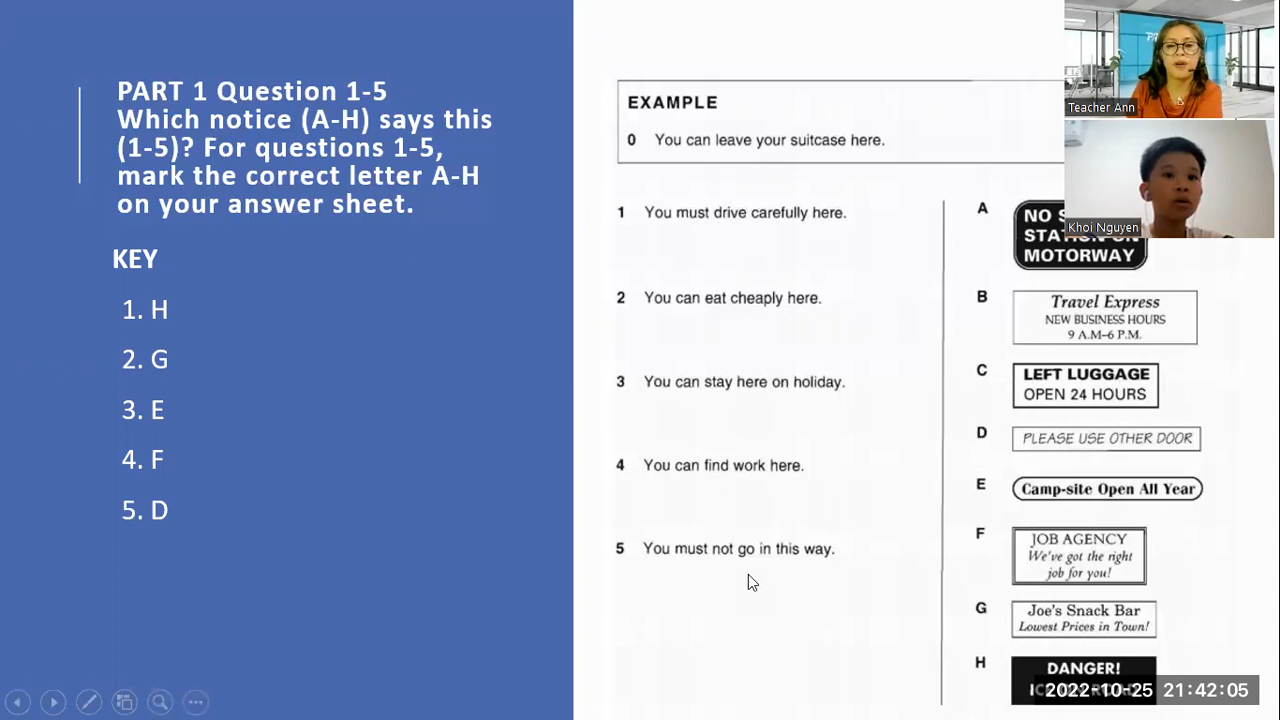 PART 1 Question 1-5
Which notice (A-H) says this
(1-5)? For questions 1-5,
mark the correct letter A-H
on your answer sheet.
KEY
1. H
2. G
3. E
4. F
5. D
EXAMPLE
0 You can leave your suitcase here.
1 You must drive carefully here.
2 You can eat cheaply here.
3 You can stay here on holiday.
4 You can find work here.
5 You must not go in this way.
A
NO
STATION ON
MOTORWAY
B
Travel Express
NEW BUSINESS HOURS
9 A.M–6 P.M.
C
LEFT LUGGAGE
OPEN 24 HOURS
D
PLEASE USE OTHER DOOR
E
Camp-site Open All Year
F
JOB AGENCY
We've got the right
job for you!
G
Joe's Snack Bar
Lowest Prices in Town!
H
DANGER!
Teacher Ann
Khoi Nguyen
2022-10-25 21:42:05